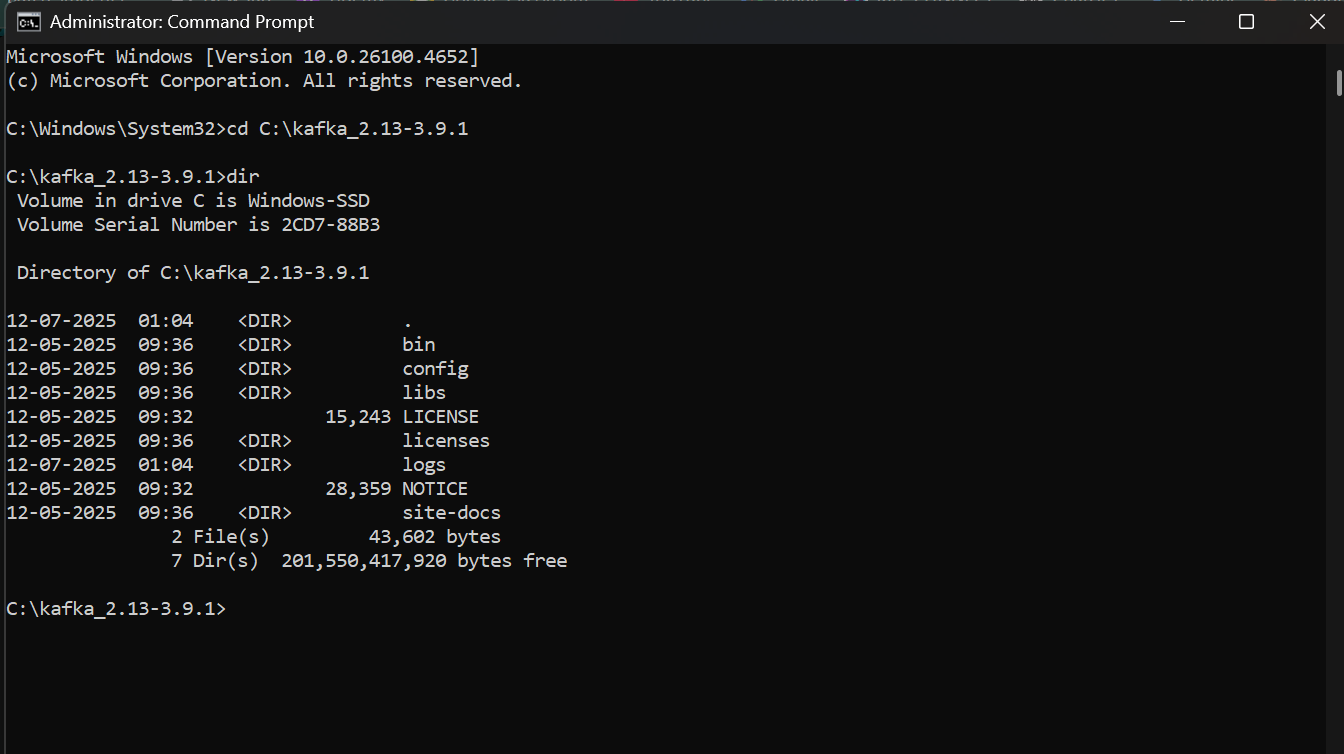 Administrator: Command Prompt
Microsoft Windows [Version 10.0.26100.4652]
(c) Microsoft Corporation. All rights reserved.
C:\Windows\System32>cd C:\kafka_2.13-3.9.1
C:\kafka_2.13-3.9.1>dir
 Volume in drive C is Windows-SSD
 Volume Serial Number is 2CD7-88B3
 Directory of C:\kafka_2.13-3.9.1
12-07-2025  01:04    <DIR>          .
12-05-2025  09:36    <DIR>          bin
12-05-2025  09:36    <DIR>          config
12-05-2025  09:36    <DIR>          libs
12-05-2025  09:32            15,243 LICENSE
12-05-2025  09:36    <DIR>          licenses
12-07-2025  01:04    <DIR>          logs
12-05-2025  09:32            28,359 NOTICE
12-05-2025  09:36    <DIR>          site-docs
               2 File(s)         43,602 bytes
               7 Dir(s)  201,550,417,920 bytes free
C:\kafka_2.13-3.9.1>